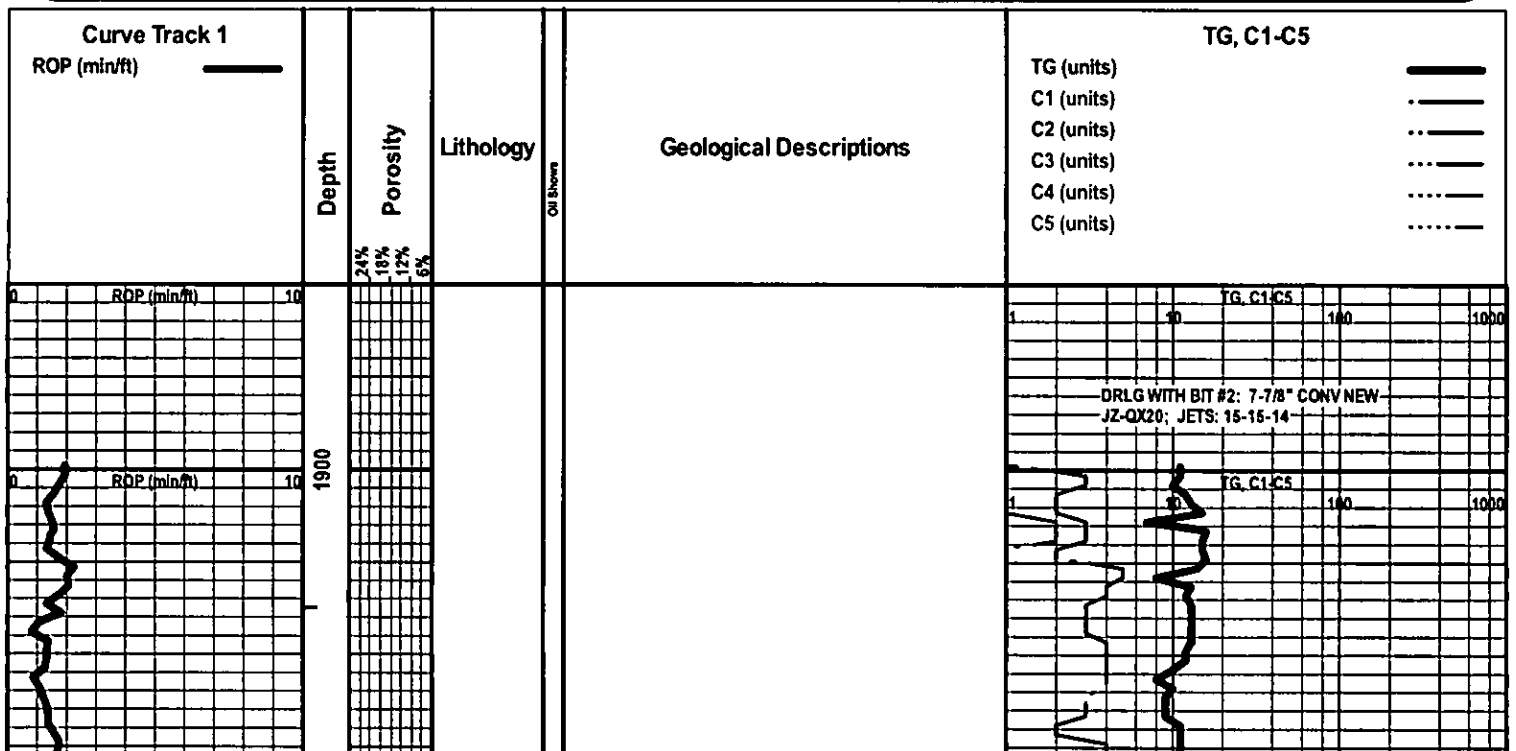 Curve Track 1
ROP (min/ft)
Depth
Porosity
24%
18%
12%
6%
Lithology
Oil Shows
Geological Descriptions
TG, C1-C5
TG (units)
C1 (units)
C2 (units)
C3 (units)
C4 (units)
C5 (units)
0 ROP (min/ft) 10
TG, C1-C5
1 10 100 1000
DRLG WITH BIT #2: 7-7/8" CONV NEW
JZ-QX20; JETS: 15-15-14
1900
0 ROP (min/ft) 10
TG, C1-C5
1 10 100 1000